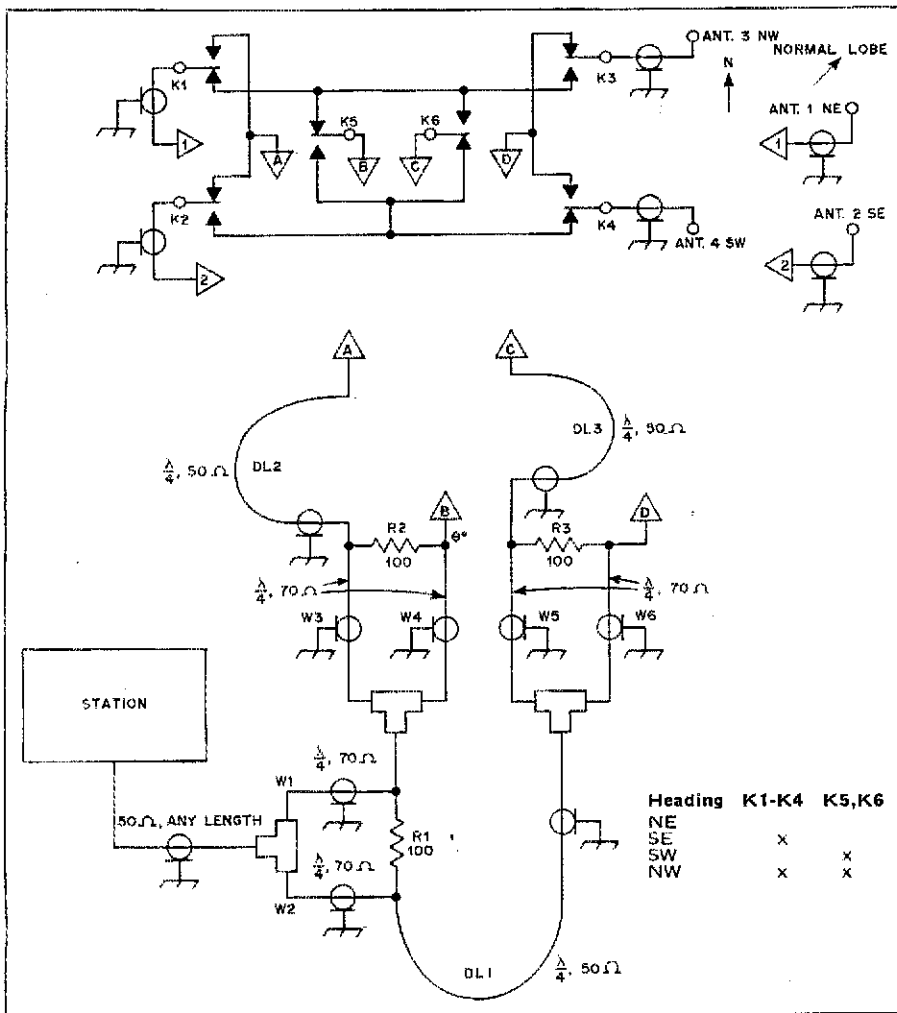 ANT. 3 NW
N
NORMAL LOBE
K1
K3
ANT. 1 NE
K5
K6
1
A
B
C
D
1
K2
K4
ANT. 2 SE
ANT. 4 SW
2
2
A
C
DL2
λ/4, 50Ω
DL3
λ/4, 50Ω
B
D
R2
100
θ°
R3
100
λ/4, 70Ω
λ/4, 70Ω
W3
W4
W5
W6
STATION
λ/4, 70Ω
W1
50Ω, ANY LENGTH
R1
100
λ/4, 70Ω
W2
DL1
λ/4, 50Ω
Heading K1-K4 K5,K6
NE
SE x
SW x
NW x x